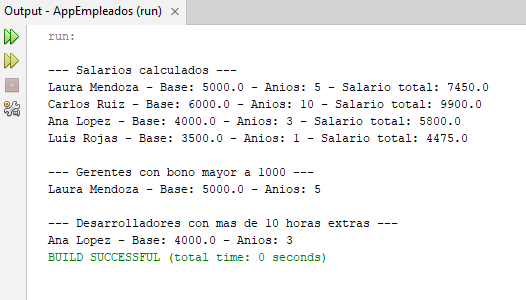 Output - AppEmpleados (run) ×
run:
--- Salarios calculados ---
Laura Mendoza - Base: 5000.0 - Anios: 5 - Salario total: 7450.0
Carlos Ruiz - Base: 6000.0 - Anios: 10 - Salario total: 9900.0
Ana Lopez - Base: 4000.0 - Anios: 3 - Salario total: 5800.0
Luis Rojas - Base: 3500.0 - Anios: 1 - Salario total: 4475.0
--- Gerentes con bono mayor a 1000 ---
Laura Mendoza - Base: 5000.0 - Anios: 5
--- Desarrolladores con mas de 10 horas extras ---
Ana Lopez - Base: 4000.0 - Anios: 3
BUILD SUCCESSFUL (total time: 0 seconds)